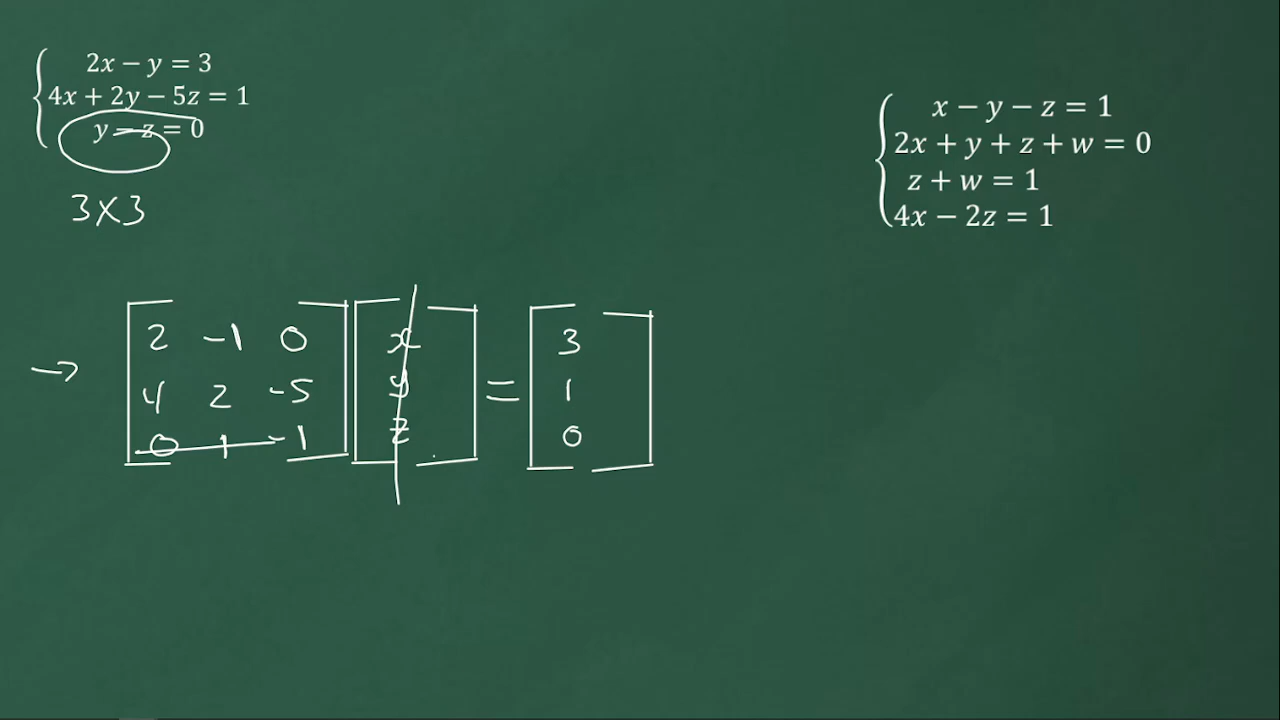 2x − y = 3
4x + 2y − 5z = 1
y − z = 0
3×3
x − y − z = 1
2x + y + z + w = 0
z + w = 1
4x − 2z = 1
→ [2 -1 0] [x] = [3]
[4 2 -5] [y] [1]
[0 1 -1] [z] [0]